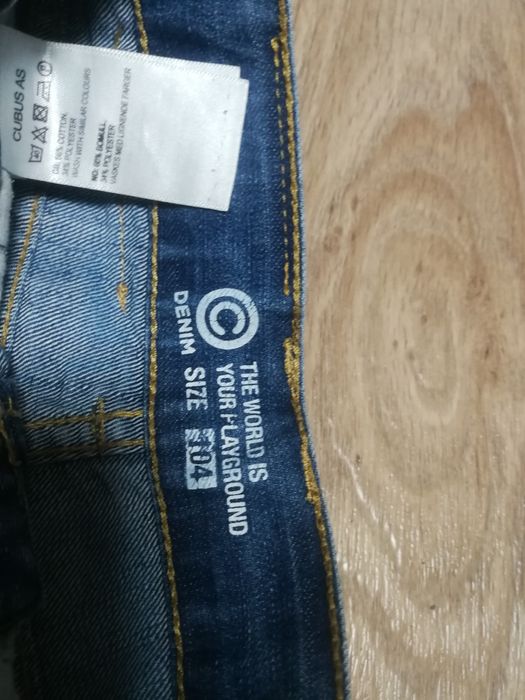 CUBUS AS
GB: 66% COTTON,
34% POLYESTER
WASH WITH SIMILAR COLOURS
NO: 66% BOMULL,
34% POLYESTER
VASKES MED LIGNENDE FARGER
C
DENIM
THE WORLD IS
YOUR PLAYGROUND
SIZE 104